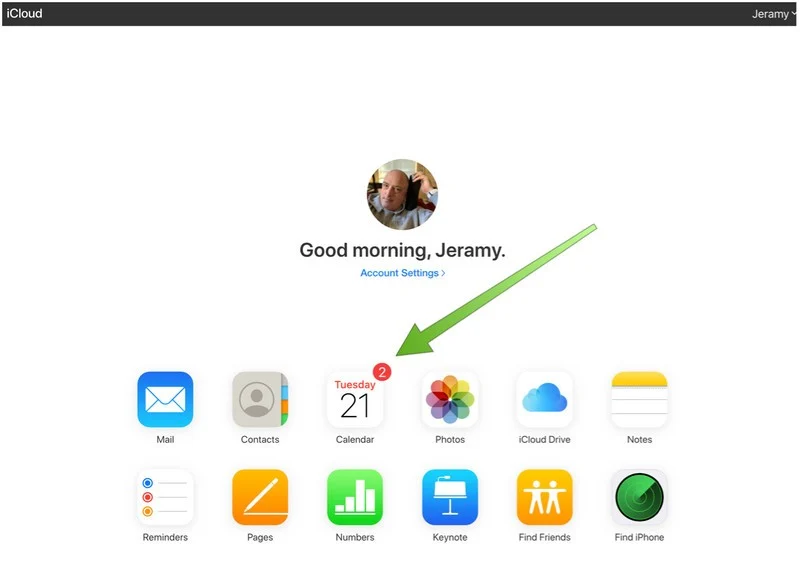 iCloud
Jeramy
Good morning, Jeramy.
Account Settings >
2
Tuesday
21
Mail
Contacts
Calendar
Photos
iCloud Drive
Notes
Reminders
Pages
Numbers
Keynote
Find Friends
Find iPhone